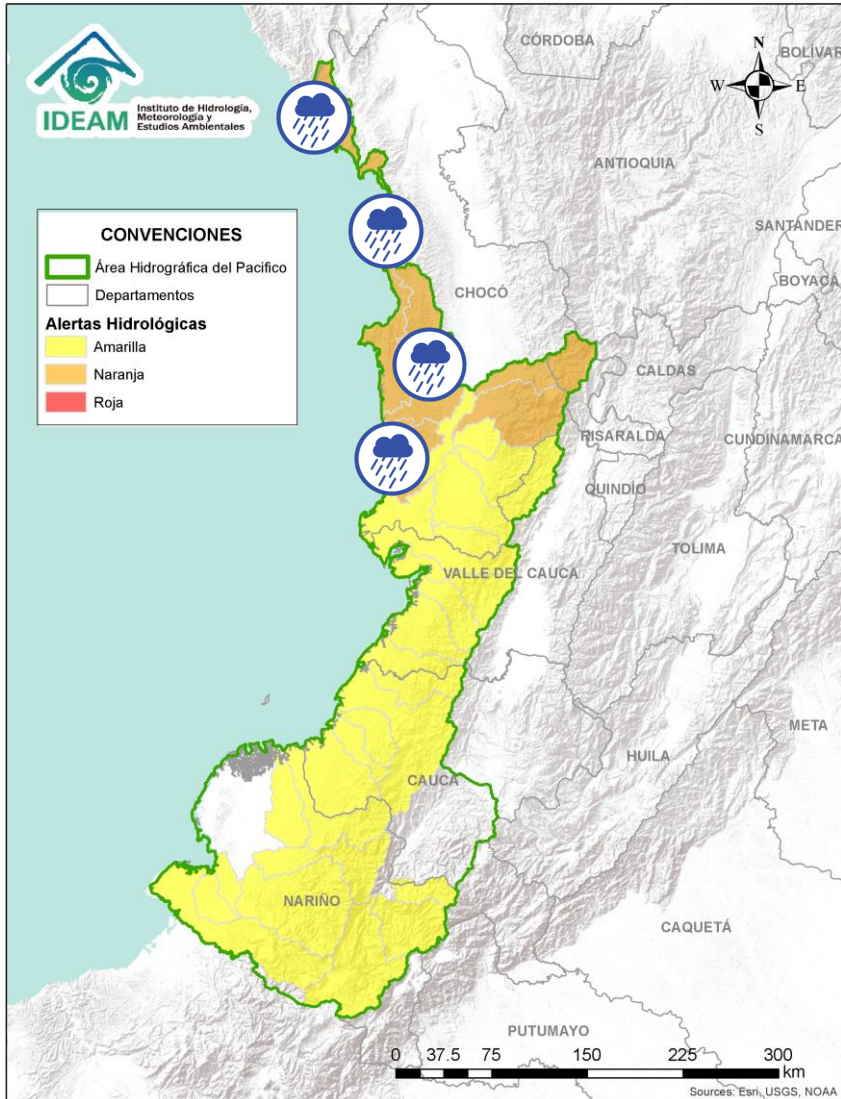 IDEAM
Instituto de Hidrología,
Meteorología y
Estudios Ambientales
CÓRDOBA
BOLÍVAR
N
W
E
S
ANTIOQUIA
SANTANDER
BOYACÁ
CONVENCIONES
Área Hidrográfica del Pacifico
Departamentos
Alertas Hidrológicas
Amarilla
Naranja
Roja
CHOCÓ
CALDAS
RISARALDA
CUNDINAMARCA
QUINDÍO
TOLIMA
VALLE DEL CAUCA
META
HUILA
CAUCA
NARIÑO
CAQUETÁ
PUTUMAYO
0 37.5 75 150 225 300
km
Sources: Esri, USGS, NOAA